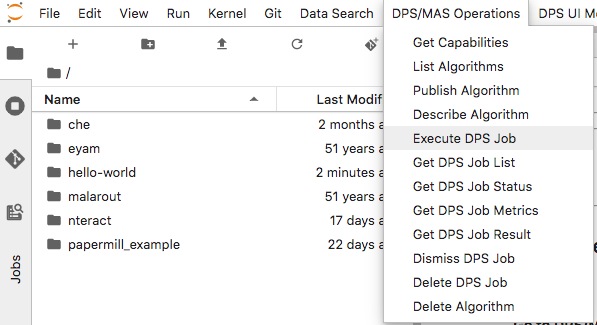 File Edit View Run Kernel Git Data Search DPS/MAS Operations DPS UI
/
Name Last Modif
che 2 months
eyam 51 years
hello-world 2 minutes
malarout 51 years
nteract 17 days
papermill_example 22 days
Jobs
Get Capabilities
List Algorithms
Publish Algorithm
Describe Algorithm
Execute DPS Job
Get DPS Job List
Get DPS Job Status
Get DPS Job Metrics
Get DPS Job Result
Dismiss DPS Job
Delete DPS Job
Delete Algorithm